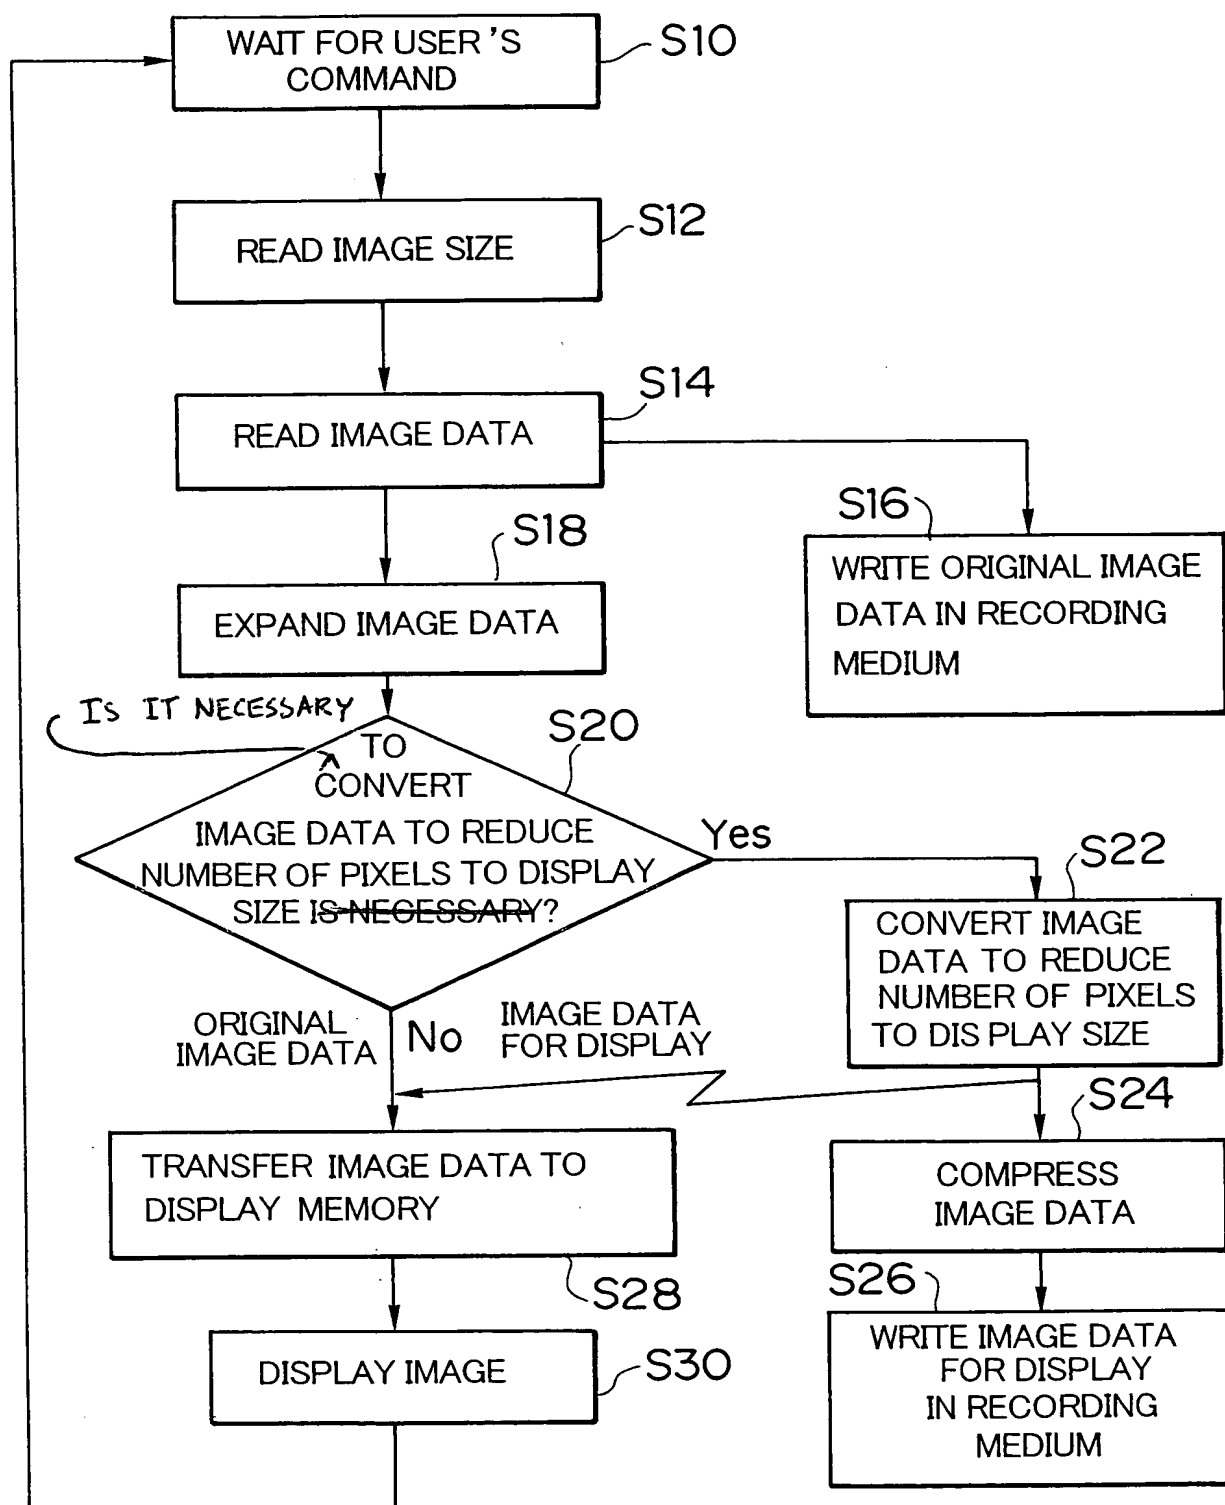 WAIT FOR USER'S
COMMAND
S10
READ IMAGE SIZE
S12
READ IMAGE DATA
S14
S16
WRITE ORIGINAL IMAGE
DATA IN RECORDING
MEDIUM
S18
EXPAND IMAGE DATA
IS IT NECESSARY
S20
TO
CONVERT
IMAGE DATA TO REDUCE
NUMBER OF PIXELS TO DISPLAY
SIZE IS NECESSARY?
Yes
S22
CONVERT IMAGE
DATA TO REDUCE
NUMBER OF PIXELS
TO DISPLAY SIZE
ORIGINAL
IMAGE DATA
No
IMAGE DATA
FOR DISPLAY
S24
COMPRESS
IMAGE DATA
TRANSFER IMAGE DATA TO
DISPLAY MEMORY
S28
S26
WRITE IMAGE DATA
FOR DISPLAY
IN RECORDING
MEDIUM
DISPLAY IMAGE
S30